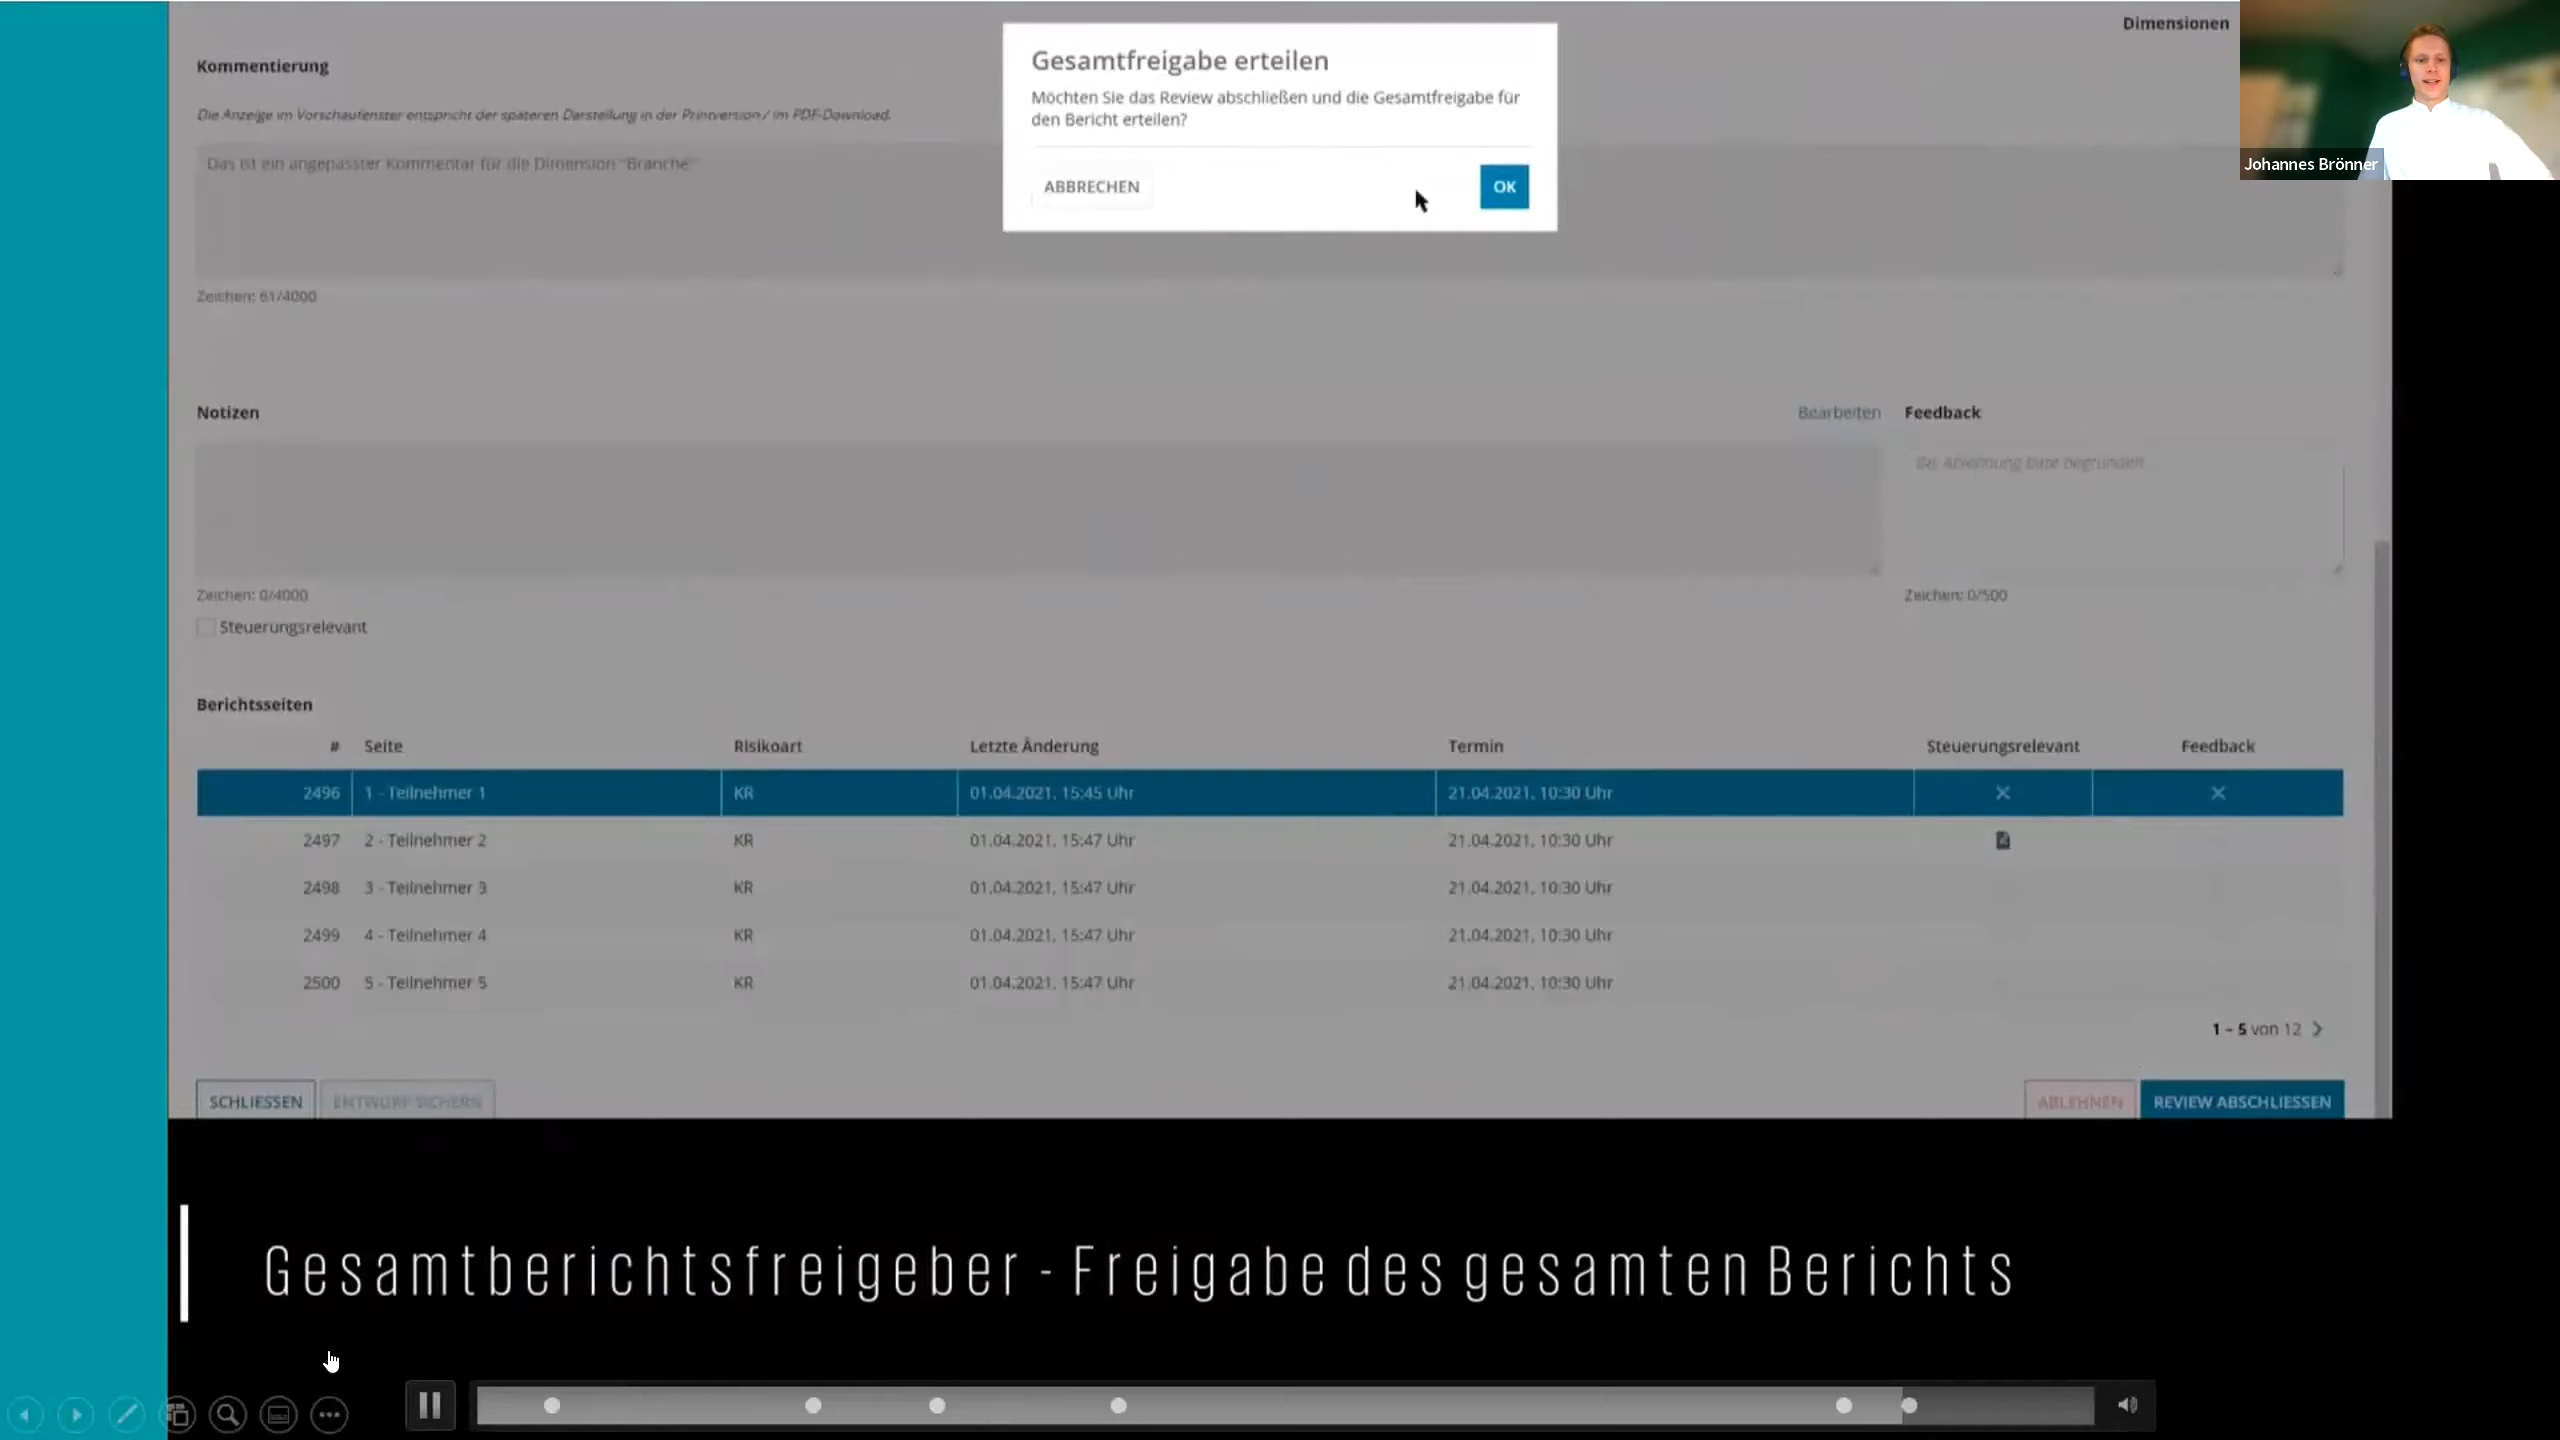 Dimensionen
Johannes Brönner
Gesamtfreigabe erteilen
Möchten Sie das Review abschließen und die Gesamtfreigabe für
den Bericht erteilen?
ABBRECHEN
OK
Kommentierung
Die Anzeige im Vorschaufenster entspricht der späteren Darstellung in der Printversion / im PDF-Download.
Das ist ein angepasster Kommentar für die Dimension "Branche"
Zeichen: 61/4000
Notizen
Bearbeiten
Feedback
Bei Ablehnung bitte begründen
Zeichen: 0/4000
Zeichen: 0/500
Steuerungsrelevant
Berichtsseiten
# Seite Risikoart Letzte Änderung Termin Steuerungsrelevant Feedback
2496 1 - Teilnehmer 1 KR 01.04.2021, 15:45 Uhr 21.04.2021, 10:30 Uhr
2497 2 - Teilnehmer 2 KR 01.04.2021, 15:47 Uhr 21.04.2021, 10:30 Uhr
2498 3 - Teilnehmer 3 KR 01.04.2021, 15:47 Uhr 21.04.2021, 10:30 Uhr
2499 4 - Teilnehmer 4 KR 01.04.2021, 15:47 Uhr 21.04.2021, 10:30 Uhr
2500 5 - Teilnehmer 5 KR 01.04.2021, 15:47 Uhr 21.04.2021, 10:30 Uhr
1 – 5 von 12
SCHLIESSEN
ENTWURF SICHERN
ABLEHNEN
REVIEW ABSCHLIESSEN
Gesamtberichtsfreigeber - Freigabe des gesamten Berichts